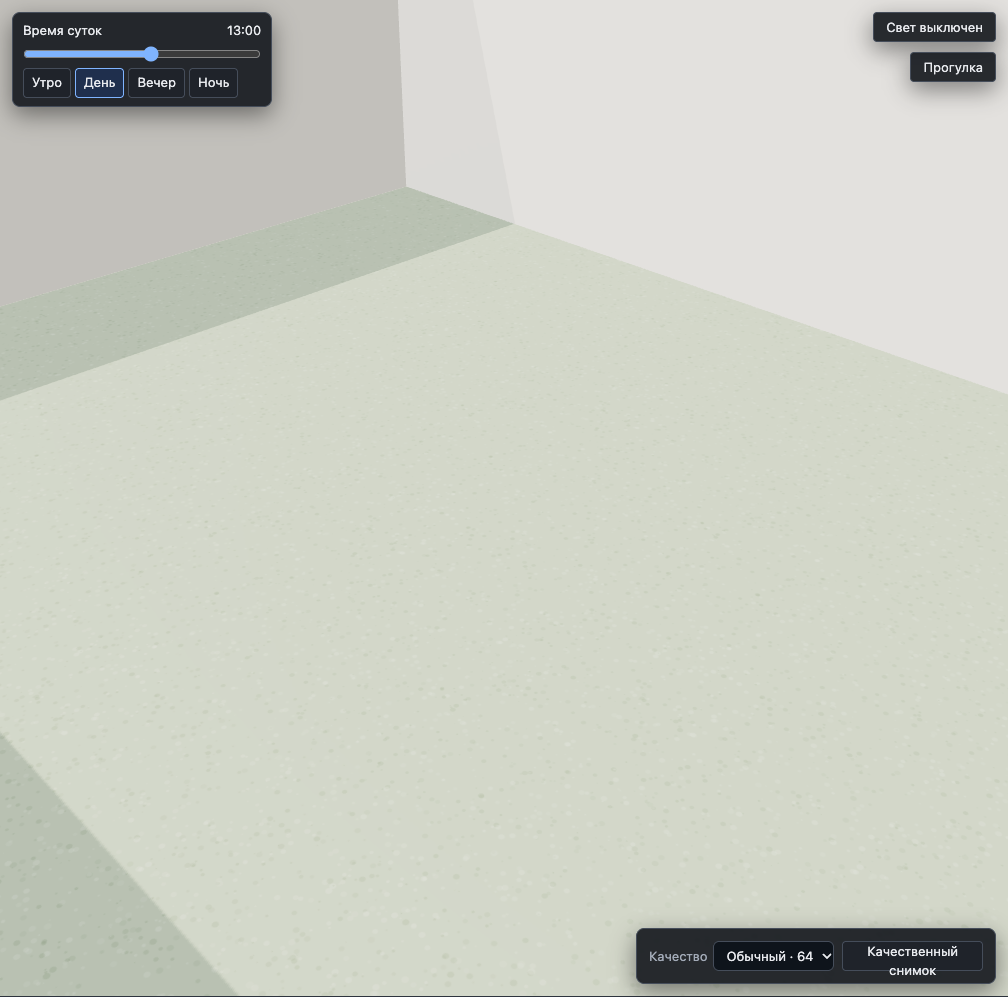 Время суток 13:00
Утро День Вечер Ночь
Свет выключен
Прогулка
Качество Обычный · 64 Качественный
снимок